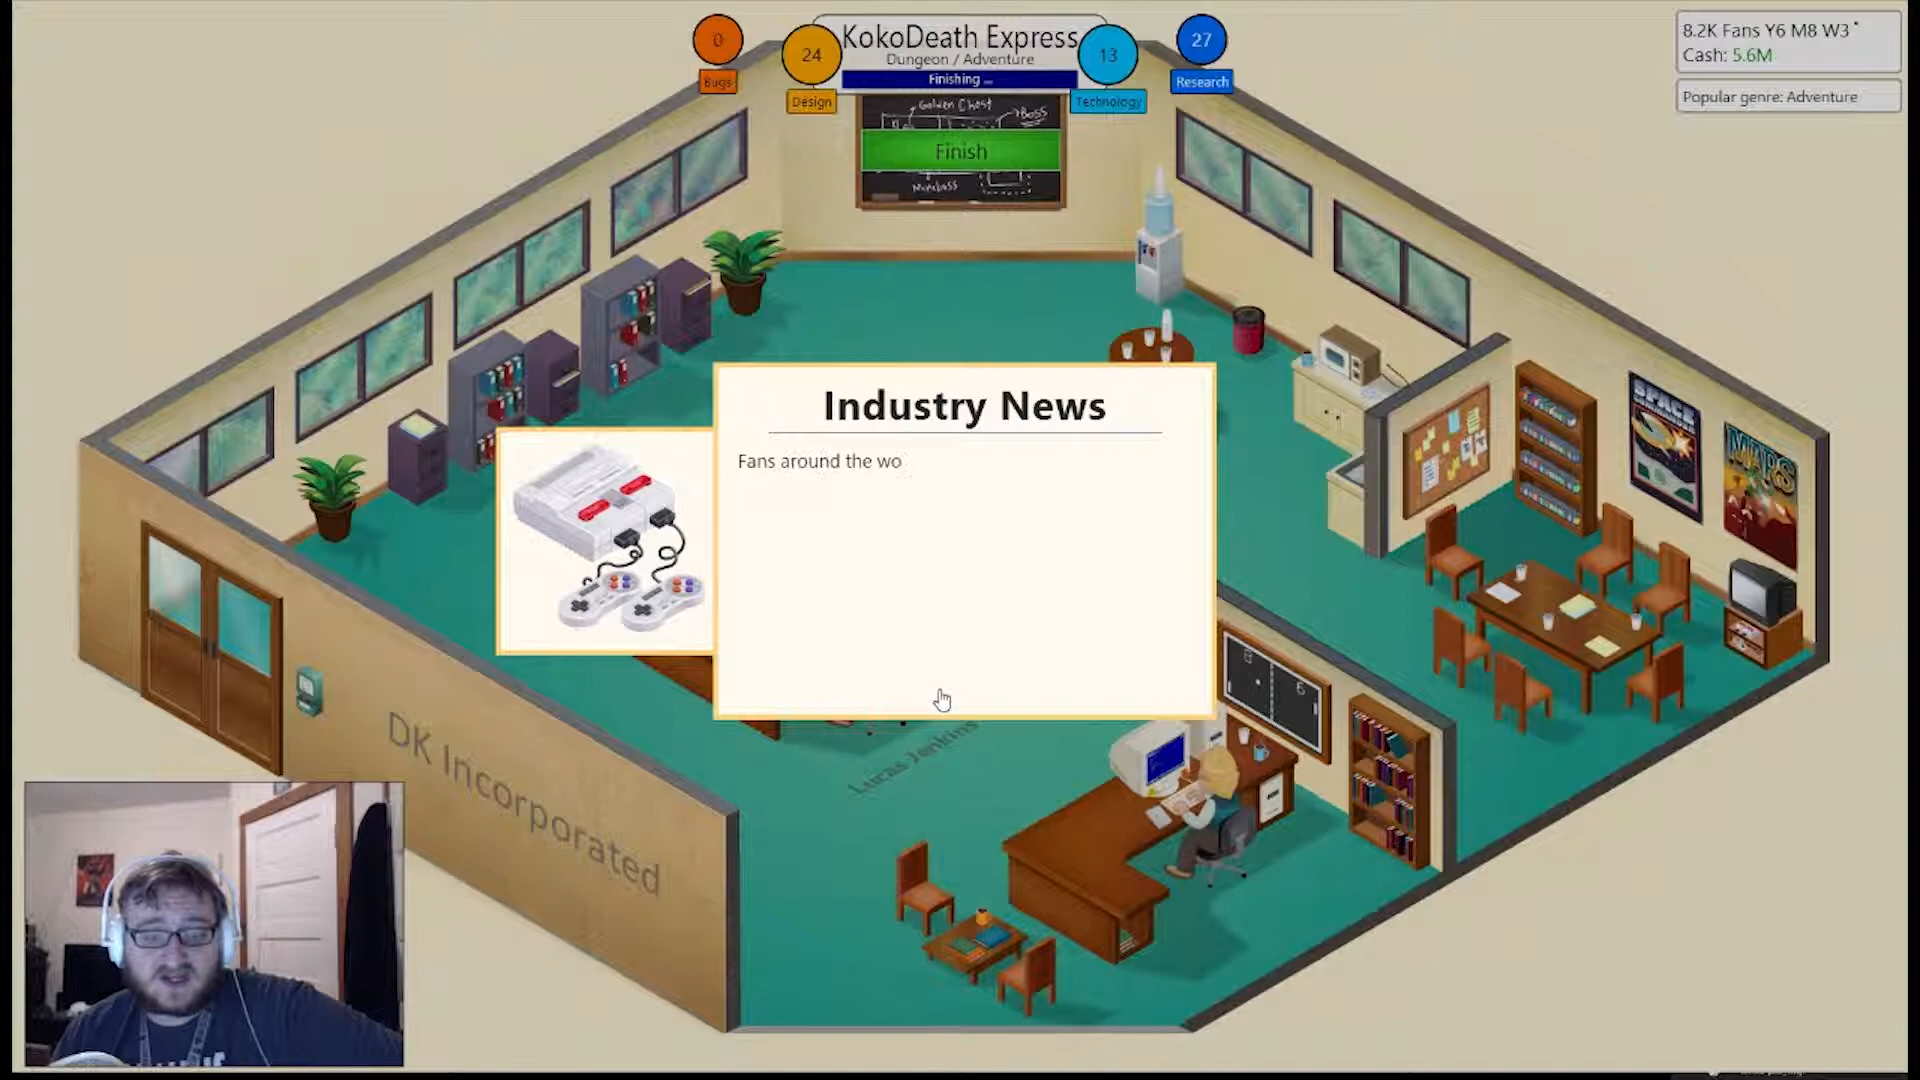 0
Bugs
24
Design
KokoDeath Express
Dungeon / Adventure
Finishing ...
13
Technology
27
Research
8.2K Fans Y6 M8 W3
Cash: 5.6M
Popular genre: Adventure
Golden Chest
Boss
Finish
Miniboss
Industry News
Fans around the wo
SPACE
MARS
6
Lucas Jenkins
DK Incorporated